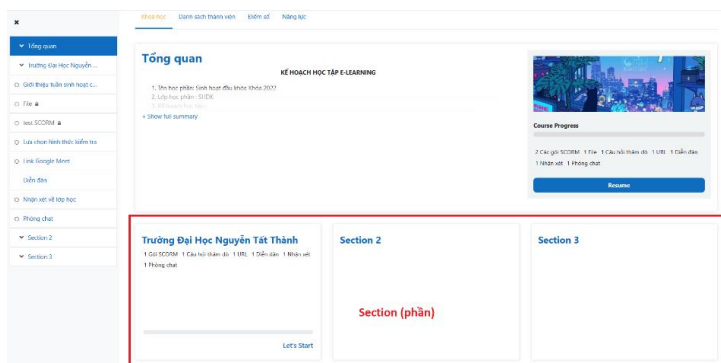 Khoá học Danh sách thành viên Điểm số Năng lực
Tổng quan
Trường Đại Học Nguyễn ...
Giới thiệu tuần sinh hoạt c...
File
test SCORM
Lựa chọn hình thức kiểm tra
Link Google Meet
Diễn đàn
Nhận xét về lớp học
Phòng chat
Section 2
Section 3
Tổng quan
KẾ HOẠCH HỌC TẬP E-LEARNING
1. Tên học phần: Sinh hoạt đầu khóa Khóa 2022
2. Lớp học phần : SHDK
+ Show full summary
Course Progress
2 Các gói SCORM 1 File 1 Câu hỏi thăm dò 1 URL 1 Diễn đàn
1 Nhận xét 1 Phòng chat
Resume
Trường Đại Học Nguyễn Tất Thành
1 Gói SCORM 1 Câu hỏi thăm dò 1 URL 1 Diễn đàn 1 Nhận xét
1 Phòng chat
Let's Start
Section 2
Section (phần)
Section 3